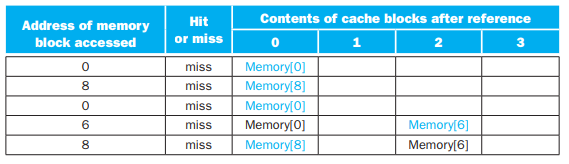 Address of memory block accessed | Hit or miss | Contents of cache blocks after reference
0 | 1 | 2 | 3
0 | miss | Memory[0] | | |
8 | miss | Memory[8] | | |
0 | miss | Memory[0] | | |
6 | miss | Memory[0] | | Memory[6] |
8 | miss | Memory[8] | | Memory[6] |